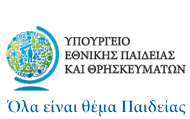 ΥΠΟΥΡΓΕΙΟ
ΕΘΝΙΚΗΣ ΠΑΙΔΕΙΑΣ
ΚΑΙ ΘΡΗΣΚΕΥΜΑΤΩΝ
Όλα είναι θέμα Παιδείας